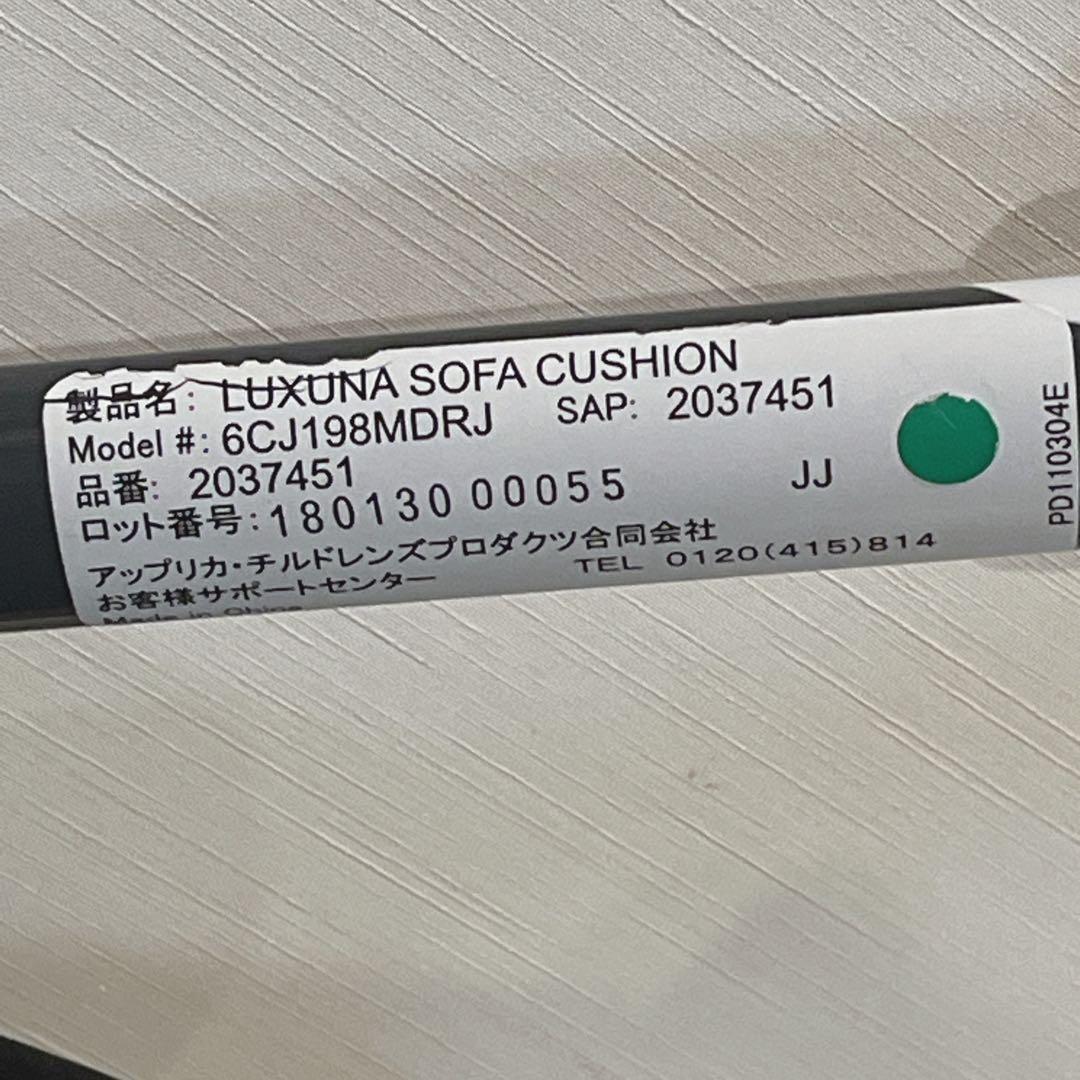 製品名: LUXUNA SOFA CUSHION
Model #: 6CJ198MDRJ SAP: 2037451
品番: 2037451
ロット番号: 180130 00055 JJ
アップリカ・チルドレンズプロダクツ合同会社
お客様サポートセンター TEL 0120(415)814
Made in China
PD110304E